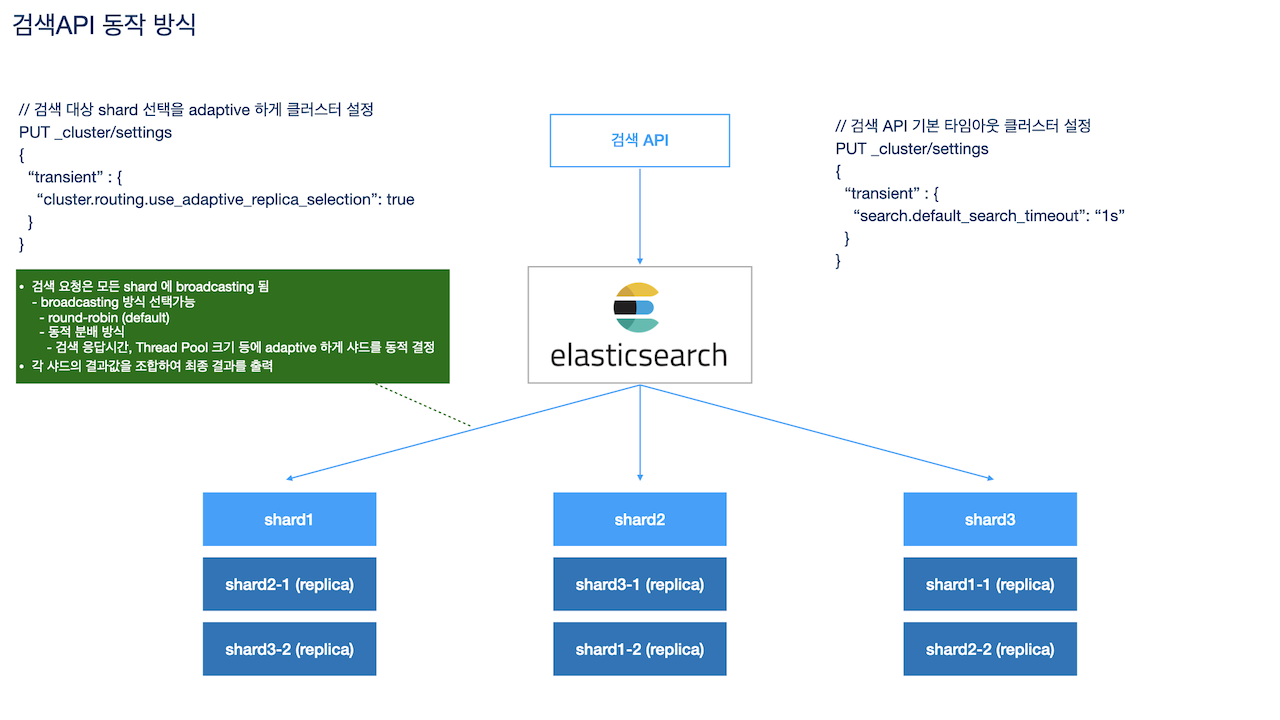 검색API 동작 방식
// 검색 대상 shard 선택을 adaptive 하게 클러스터 설정
PUT _cluster/settings
{
“transient” : {
“cluster.routing.use_adaptive_replica_selection”: true
}
}
검색 API
// 검색 API 기본 타임아웃 클러스터 설정
PUT _cluster/settings
{
“transient” : {
“search.default_search_timeout”: “1s”
}
}
• 검색 요청은 모든 shard 에 broadcasting 됨
- broadcasting 방식 선택가능
- round-robin (default)
- 동적 분배 방식
- 검색 응답시간, Thread Pool 크기 등에 adaptive 하게 샤드를 동적 결정
• 각 샤드의 결과값을 조합하여 최종 결과를 출력
elasticsearch
shard1
shard2
shard3
shard2-1 (replica)
shard3-1 (replica)
shard1-1 (replica)
shard3-2 (replica)
shard1-2 (replica)
shard2-2 (replica)